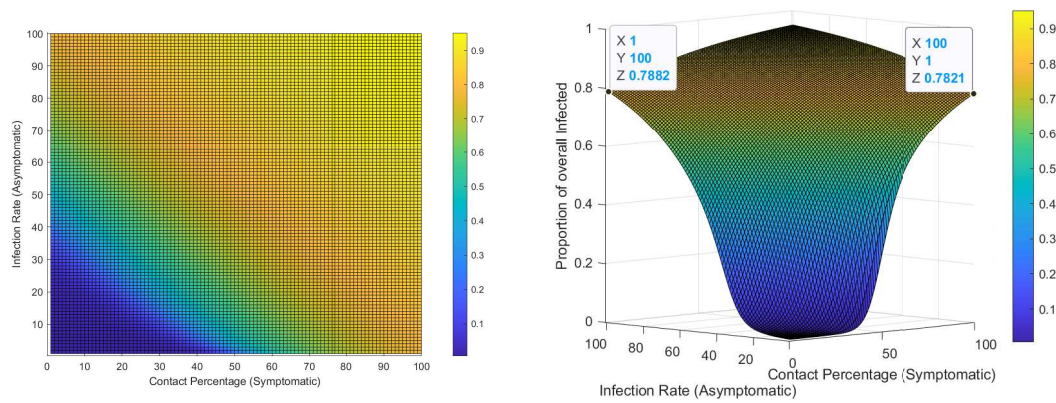 100
90
80
70
60
50
40
30
20
10
Infection Rate (Asymptomatic)
10 20 30 40 50 60 70 80 90 100
Contact Percentage (Symptomatic)
0.9
0.8
0.7
0.6
0.5
0.4
0.3
0.2
0.1
1
0.8
0.6
0.4
0.2
0
Proportion of overall Infected
X 1
Y 100
Z 0.7882
X 100
Y 1
Z 0.7821
100 80 60 40 20 0
50 100
Contact Percentage (Symptomatic)
Infection Rate (Asymptomatic)
0.9
0.8
0.7
0.6
0.5
0.4
0.3
0.2
0.1